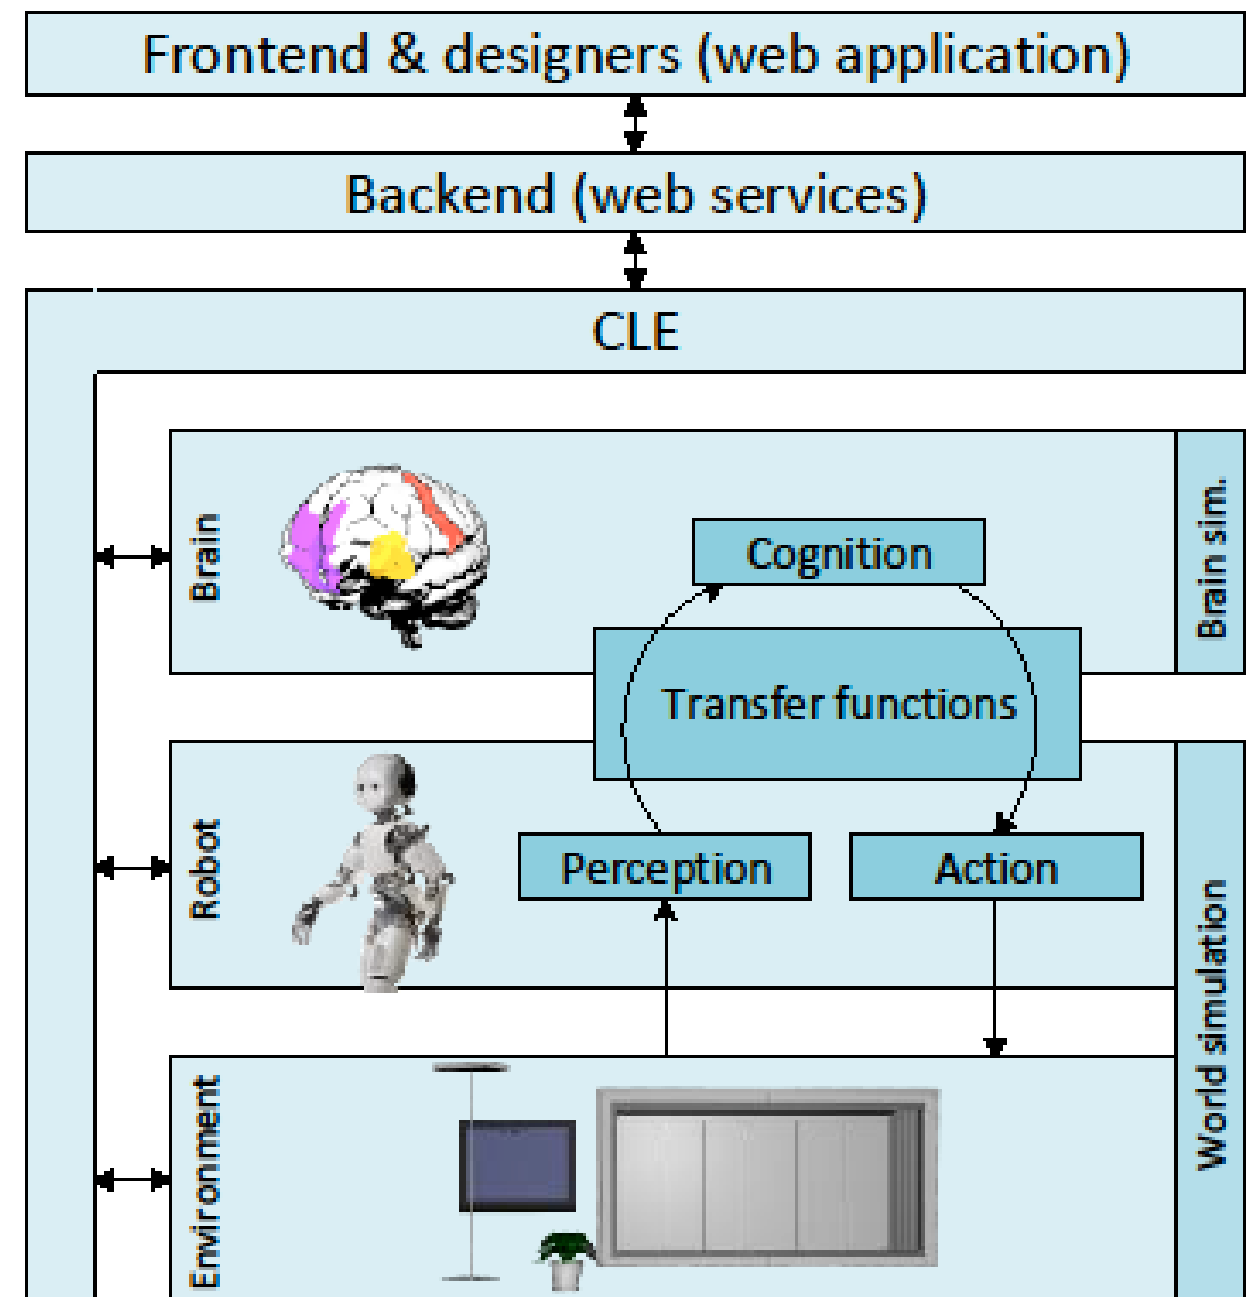 Frontend & designers (web application)
Backend (web services)
CLE
Brain
Cognition
Brain sim.
Transfer functions
Robot
Perception
Action
World simulation
Environment